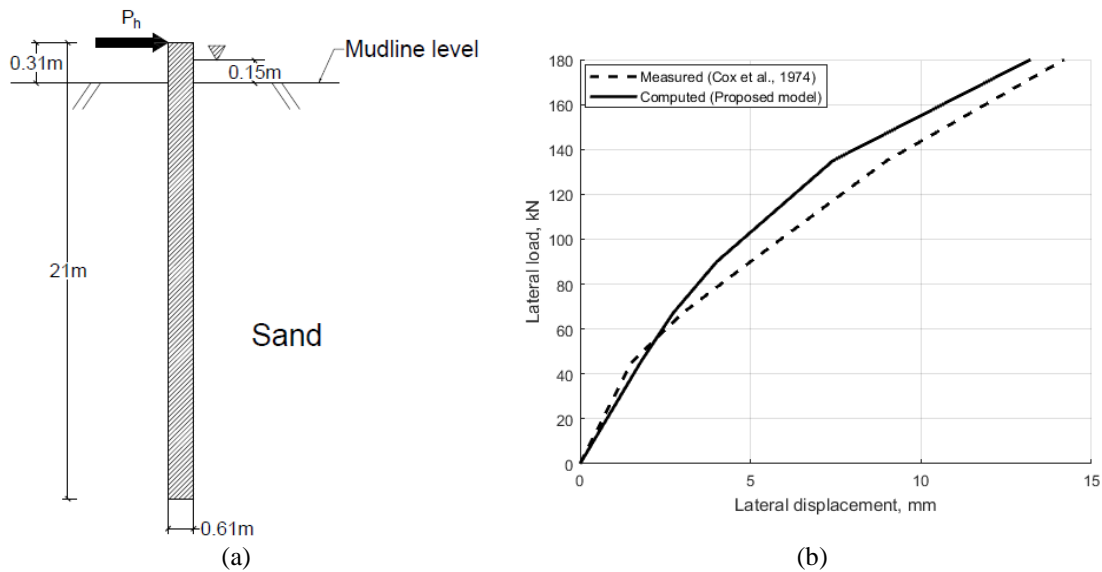 P_h
0.31m
Mudline level
0.15m
21m
Sand
0.61m
(a)
Measured (Cox et al., 1974)
Computed (Proposed model)
Lateral load, kN
180
160
140
120
100
80
60
40
20
0
0 5 10 15
Lateral displacement, mm
(b)